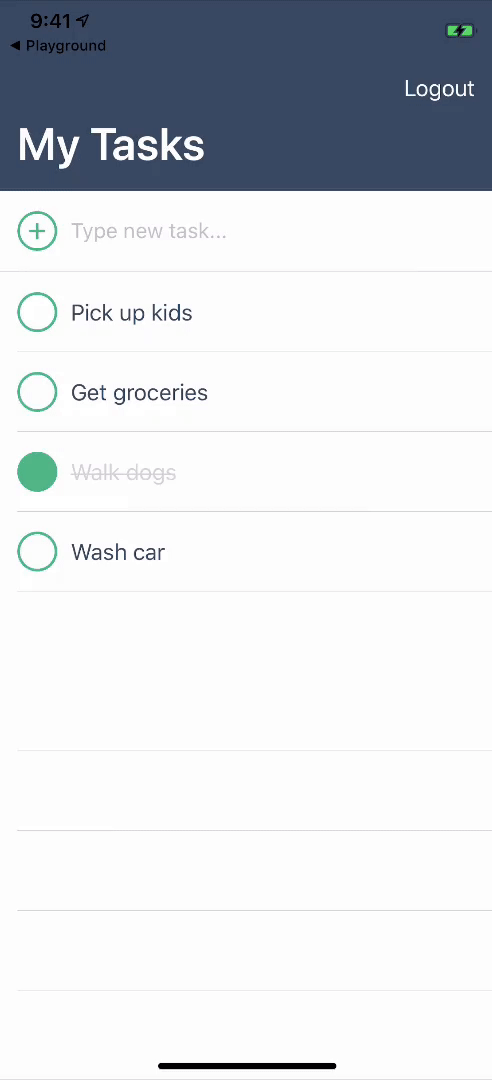 9:41
◀ Playground
Logout
My Tasks
Type new task...
Pick up kids
Get groceries
Walk dogs
Wash car